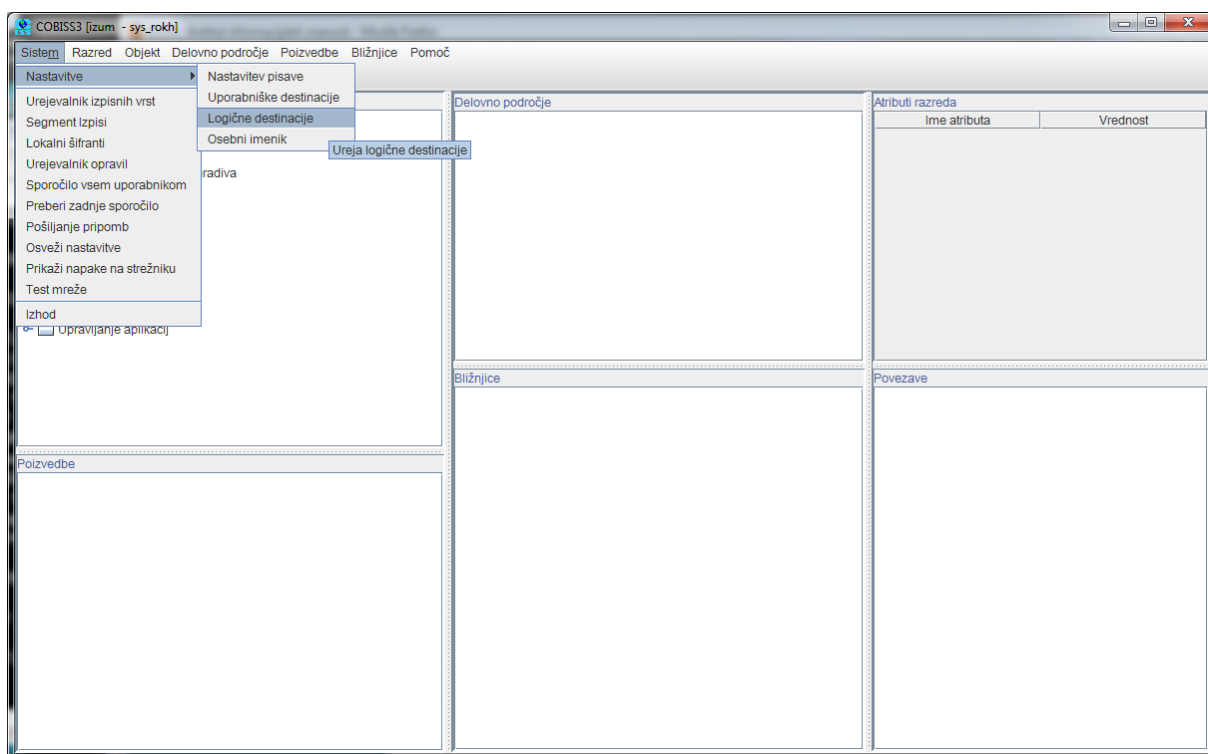 COBISS3 [izum - sys_rokh]
Sistem Razred Objekt Delovno področje Poizvedbe Bližnjice Pomoč
Nastavitve
Urejevalnik izpisnih vrst
Segment Izpisi
Lokalni šifranti
Urejevalnik opravil
Sporočilo vsem uporabnikom
Preberi zadnje sporočilo
Pošiljanje pripomb
Osveži nastavitve
Prikaži napake na strežniku
Test mreže
Izhod
Nastavitev pisave
Uporabniške destinacije
Logične destinacije
Osebni imenik
Ureja logične destinacije
radiva
Upravljanje aplikacij
Poizvedbe
Delovno področje
Bližnjice
Atributi razreda
Ime atributa Vrednost
Povezave